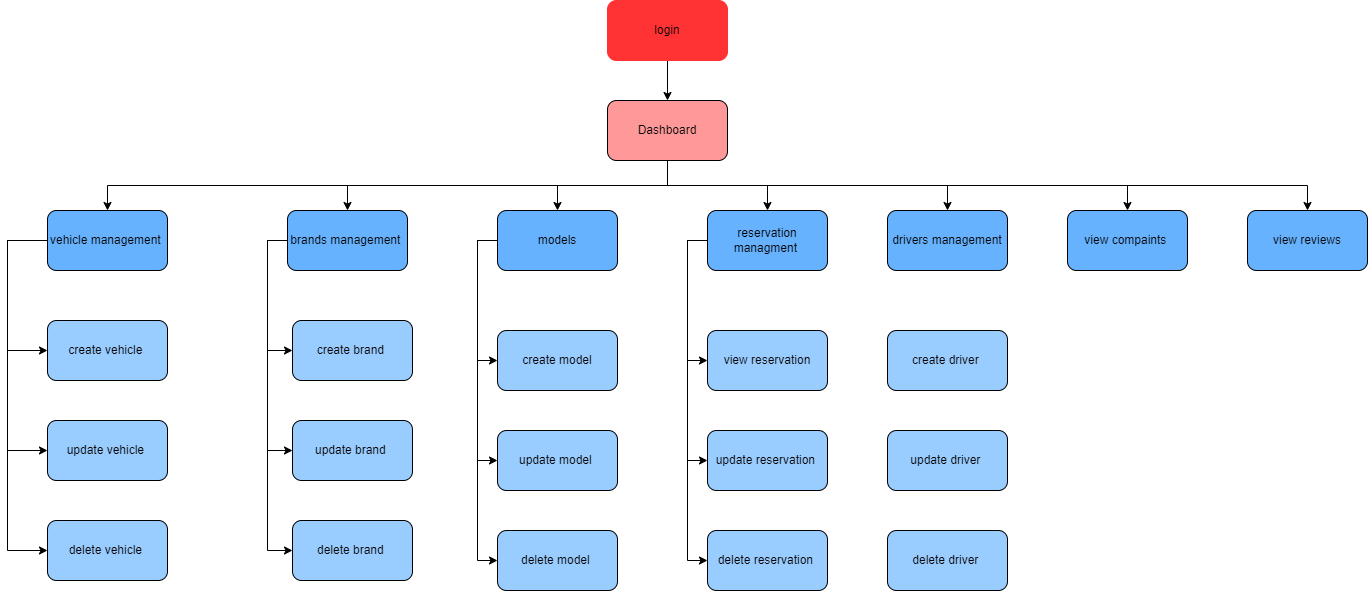 login
Dashboard
vehicle management
brands management
models
reservation
managment
drivers management
view compaints
view reviews
create vehicle
create brand
create model
view reservation
create driver
update vehicle
update brand
update model
update reservation
update driver
delete vehicle
delete brand
delete model
delete reservation
delete driver